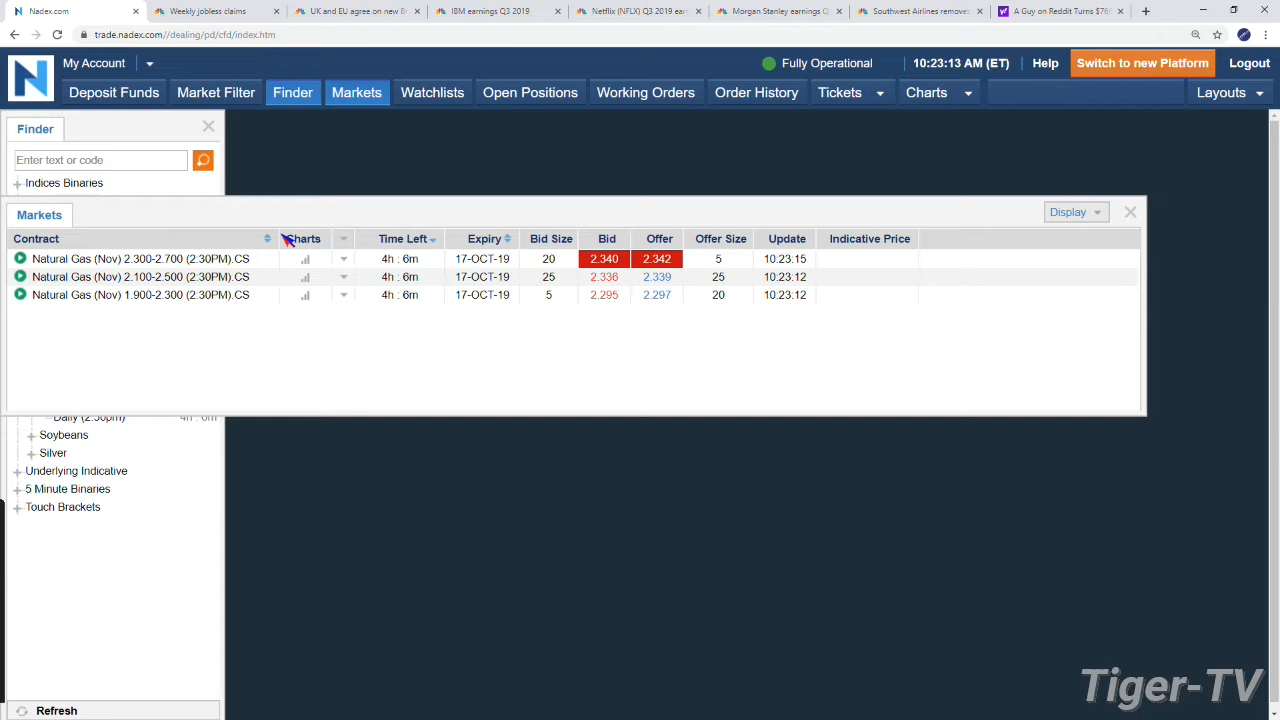 Nadex.com
Weekly jobless claims
UK and EU agree on new B
IBM earnings Q3 2019
Netflix (NFLX) Q3 2019 ear
Morgan Stanley earnings Q
Southwest Airlines remove
A Guy on Reddit Turns $766
trade.nadex.com//dealing/pd/cfd/index.htm
My Account
Fully Operational
10:23:13 AM (ET)
Help
Switch to new Platform
Logout
Deposit Funds
Market Filter
Finder
Markets
Watchlists
Open Positions
Working Orders
Order History
Tickets
Charts
Layouts
Finder
Enter text or code
Indices Binaries
Markets
Display
Contract Charts Time Left Expiry Bid Size Bid Offer Offer Size Update Indicative Price
Natural Gas (Nov) 2.300-2.700 (2:30PM).CS 4h : 6m 17-OCT-19 20 2.340 2.342 5 10.23.15
Natural Gas (Nov) 2.100-2.500 (2:30PM).CS 4h : 6m 17-OCT-19 25 2.336 2.339 25 10.23.12
Natural Gas (Nov) 1.900-2.300 (2:30PM).CS 4h : 6m 17-OCT-19 5 2.295 2.297 20 10.23.12
Daily (2:30pm) 4h : 6m
Soybeans
Silver
Underlying Indicative
5 Minute Binaries
Touch Brackets
Refresh
Tiger-TV